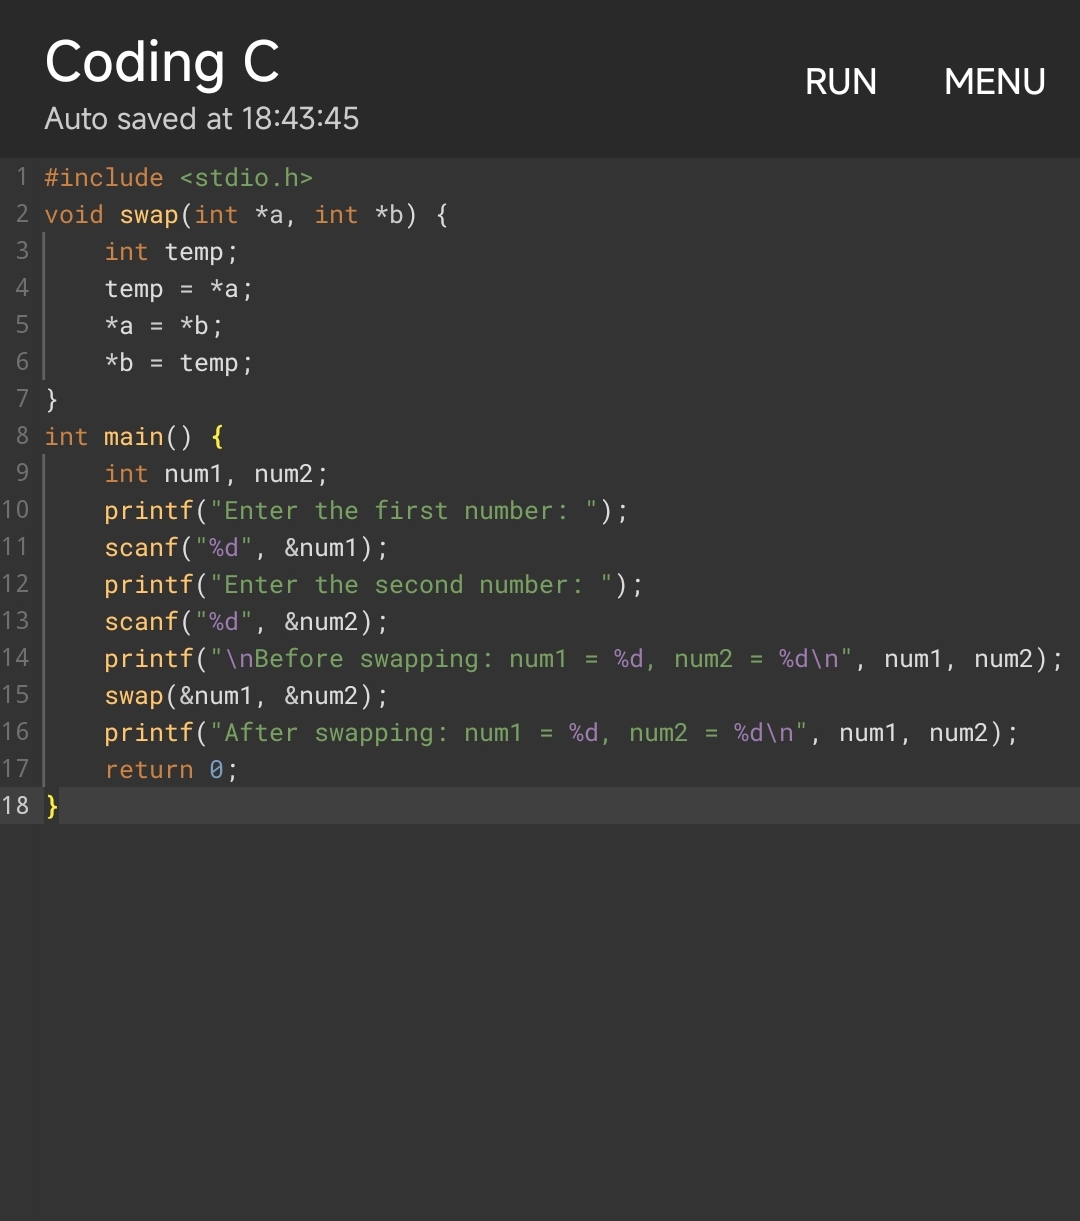 Coding C
Auto saved at 18:43:45
RUN MENU
1 #include <stdio.h>
2 void swap(int *a, int *b) {
3     int temp;
4     temp = *a;
5     *a = *b;
6     *b = temp;
7 }
8 int main() {
9     int num1, num2;
10     printf("Enter the first number: ");
11     scanf("%d", &num1);
12     printf("Enter the second number: ");
13     scanf("%d", &num2);
14     printf("\nBefore swapping: num1 = %d, num2 = %d\n", num1, num2);
15     swap(&num1, &num2);
16     printf("After swapping: num1 = %d, num2 = %d\n", num1, num2);
17     return 0;
18 }